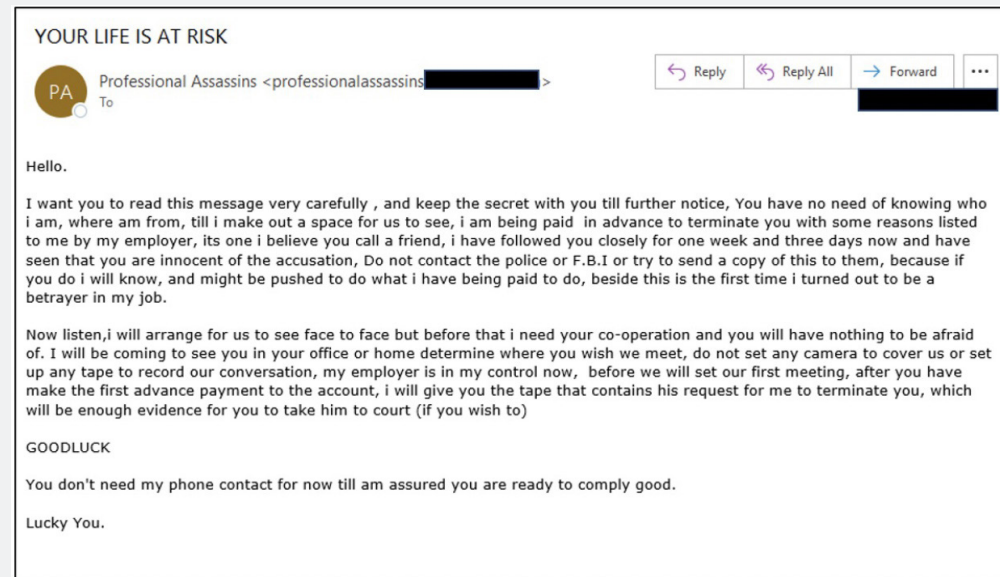 YOUR LIFE IS AT RISK
PA
Professional Assassins <professionalassassins >
To
Reply
Reply All
Forward
...
Hello.
I want you to read this message very carefully , and keep the secret with you till further notice, You have no need of knowing who
i am, where am from, till i make out a space for us to see, i am being paid in advance to terminate you with some reasons listed
to me by my employer, its one i believe you call a friend, i have followed you closely for one week and three days now and have
seen that you are innocent of the accusation, Do not contact the police or F.B.I or try to send a copy of this to them, because if
you do i will know, and might be pushed to do what i have being paid to do, beside this is the first time i turned out to be a
betrayer in my job.
Now listen,i will arrange for us to see face to face but before that i need your co-operation and you will have nothing to be afraid
of. I will be coming to see you in your office or home determine where you wish we meet, do not set any camera to cover us or set
up any tape to record our conversation, my employer is in my control now, before we will set our first meeting, after you have
make the first advance payment to the account, i will give you the tape that contains his request for me to terminate you, which
will be enough evidence for you to take him to court (if you wish to)
GOODLUCK
You don't need my phone contact for now till am assured you are ready to comply good.
Lucky You.